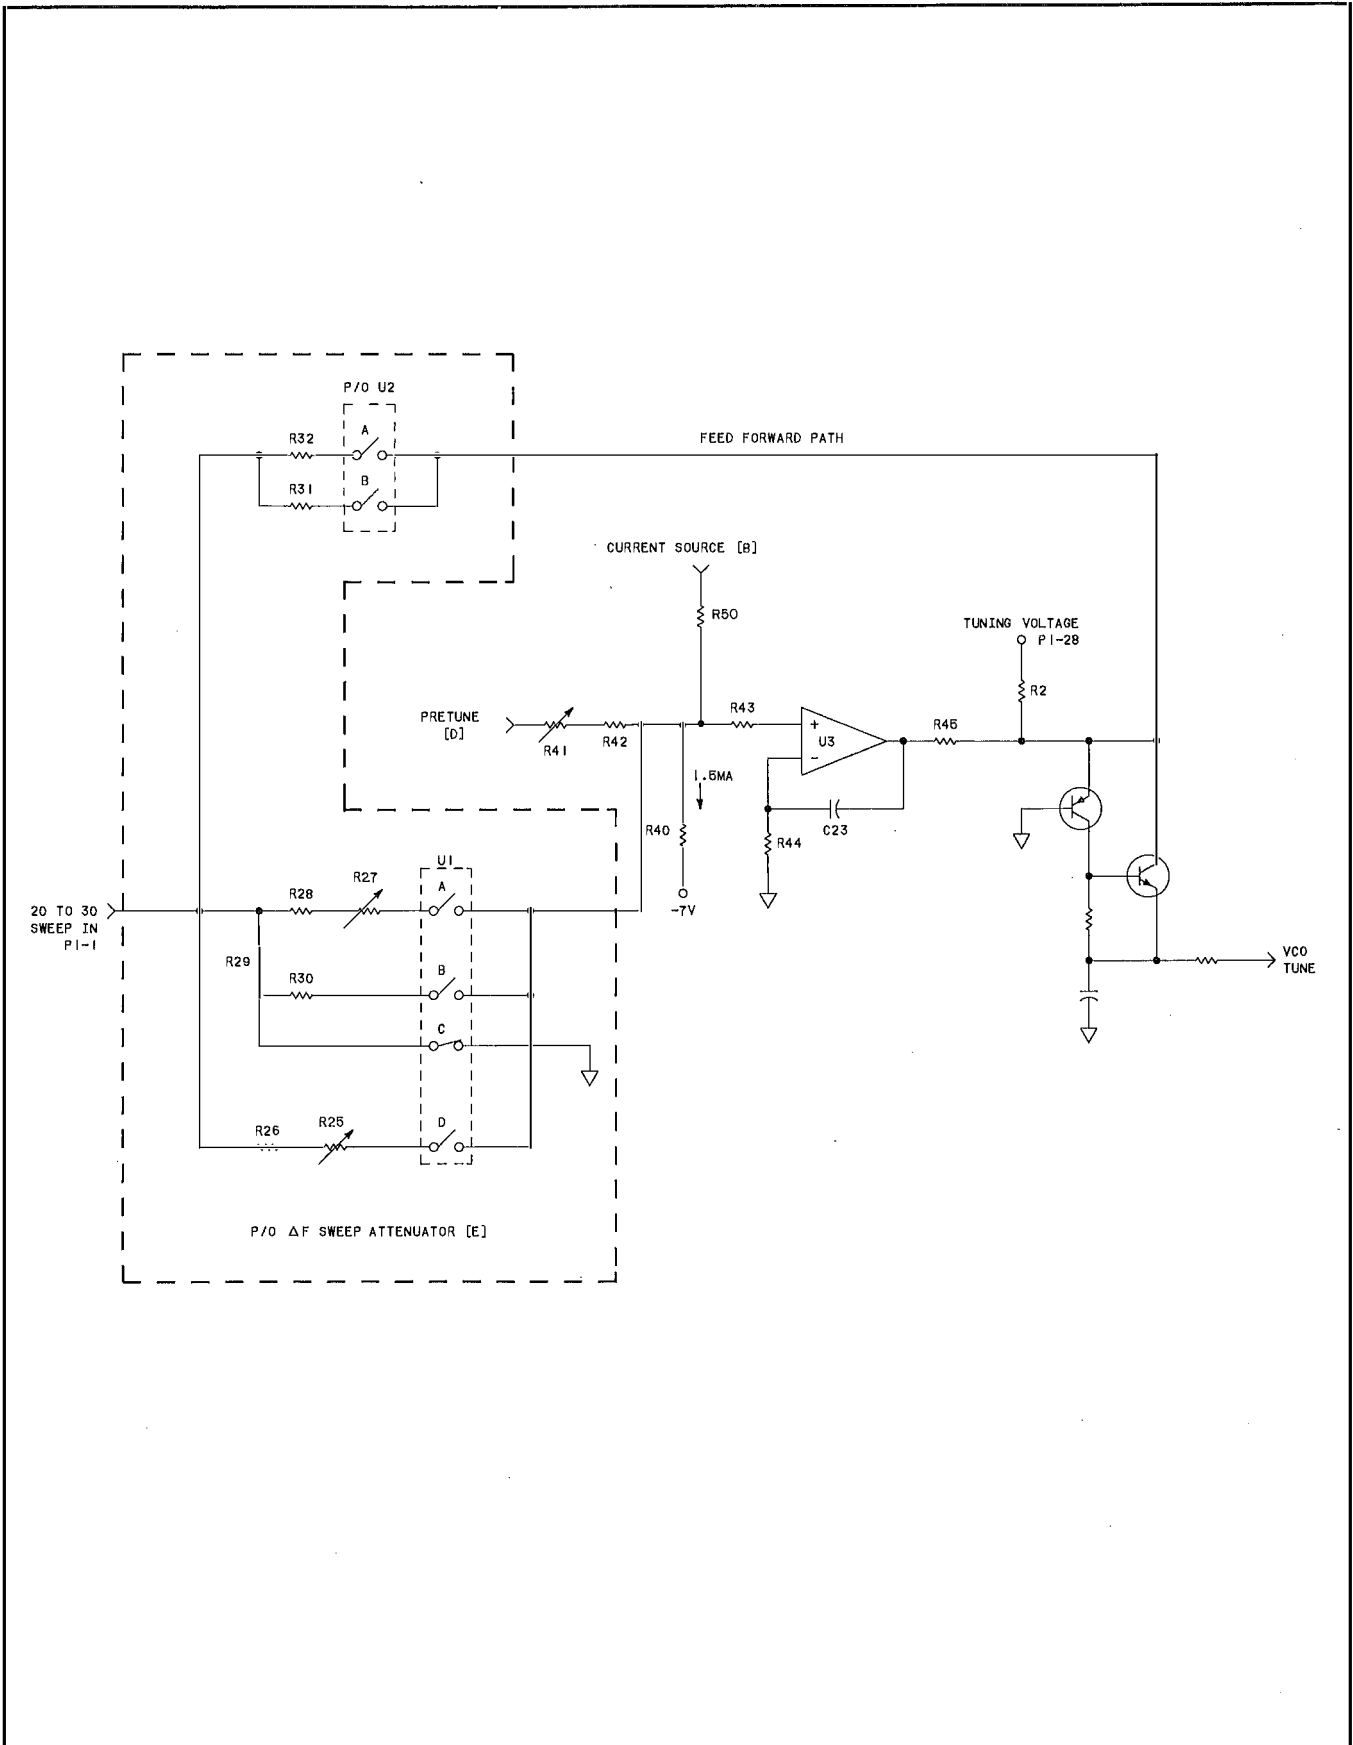 P/O U2
A
R32
FEED FORWARD PATH
B
R31
CURRENT SOURCE [B]
R50
TUNING VOLTAGE
P1-28
R2
PRETUNE
[D]
R41
R42
R43
+
U3
-
R45
1.5MA
R40
C23
R44
-7V
U1
R27
A
R28
20 TO 30
SWEEP IN
P1-1
R29
B
R30
C
VCO
TUNE
R26
R25
D
P/O ΔF SWEEP ATTENUATOR [E]